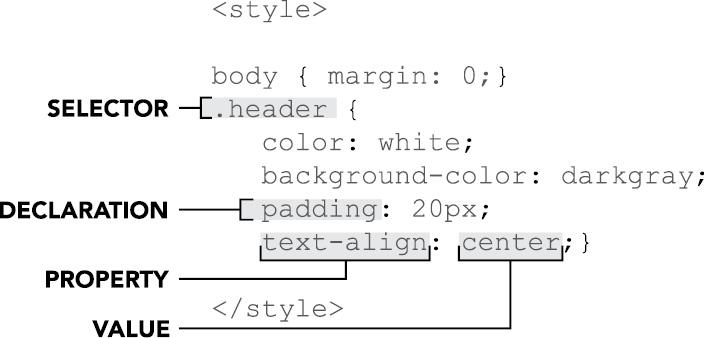 <style>
body { margin: 0;}
SELECTOR .header {
color: white;
background-color: darkgray;
DECLARATION padding: 20px;
text-align: center;}
PROPERTY
</style>
VALUE